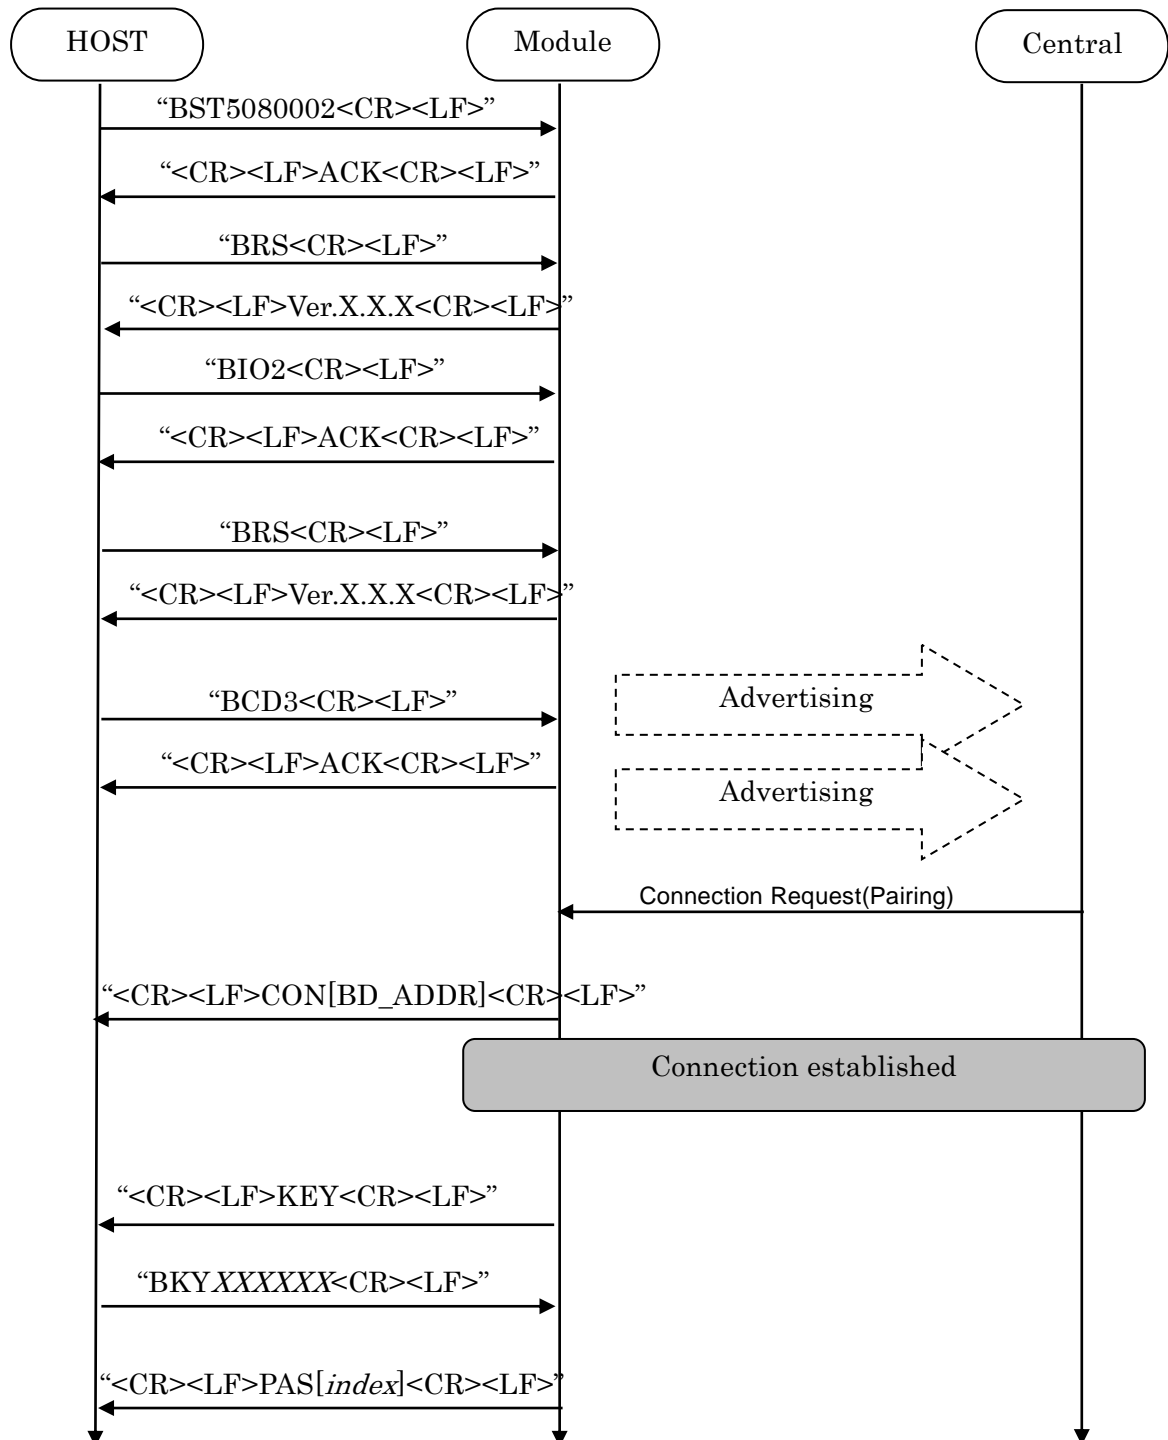 HOST
Module
Central
“BST5080002<CR><LF>”
“<CR><LF>ACK<CR><LF>”
“BRS<CR><LF>”
“<CR><LF>Ver.X.X.X<CR><LF>”
“BIO2<CR><LF>”
“<CR><LF>ACK<CR><LF>”
“BRS<CR><LF>”
“<CR><LF>Ver.X.X.X<CR><LF>”
“BCD3<CR><LF>”
Advertising
“<CR><LF>ACK<CR><LF>”
Advertising
Connection Request(Pairing)
“<CR><LF>CON[BD_ADDR]<CR><LF>”
Connection established
“<CR><LF>KEY<CR><LF>”
“BKYXXXXXX<CR><LF>”
“<CR><LF>PAS[index]<CR><LF>”